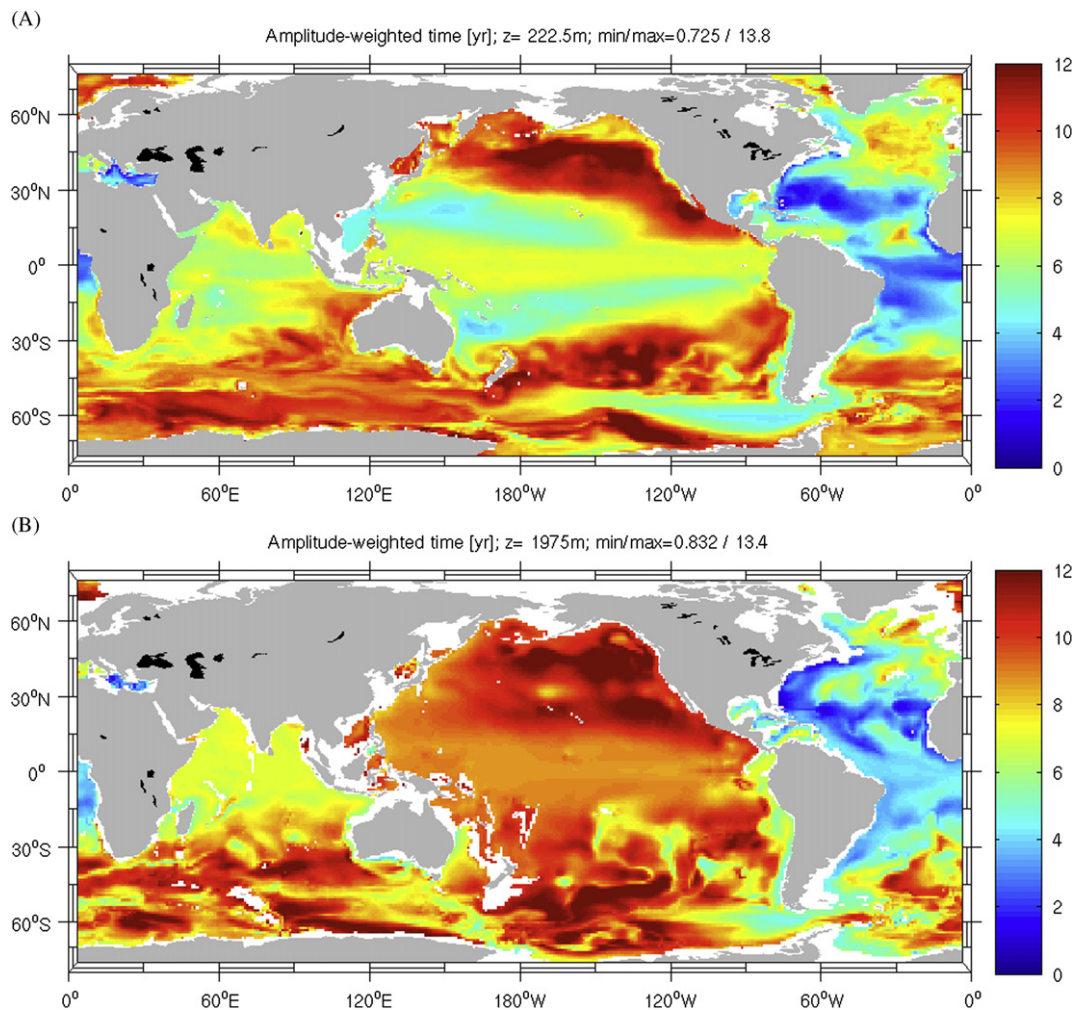 (A)
Amplitude-weighted time [yr]; z= 222.5m; min/max=0.725 / 13.8
60°N
30°N
0°
30°S
60°S
0° 60°E 120°E 180°W 120°W 60°W 0°
12
10
8
6
4
2
0
(B)
Amplitude-weighted time [yr]; z= 1975m; min/max=0.832 / 13.4
60°N
30°N
0°
30°S
60°S
0° 60°E 120°E 180°W 120°W 60°W 0°
12
10
8
6
4
2
0